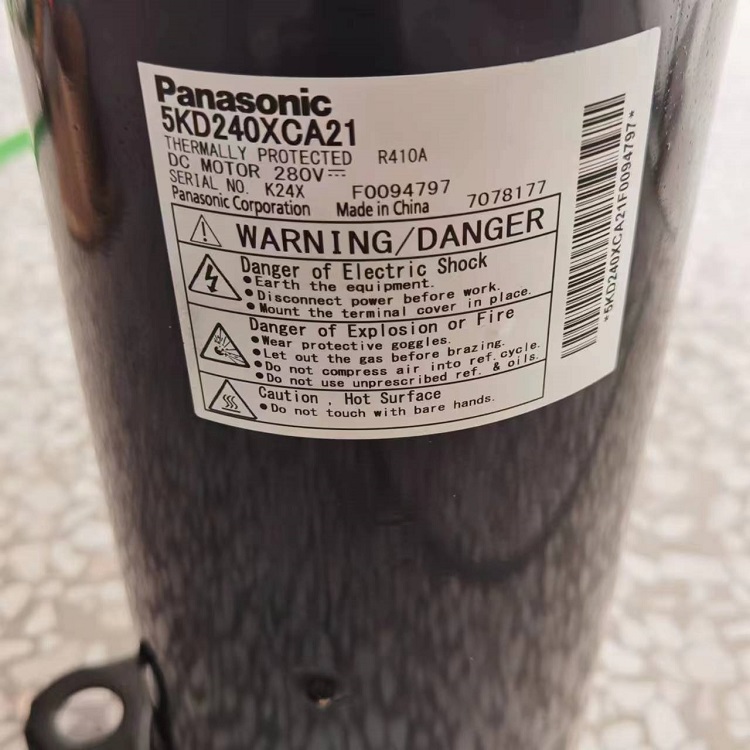 Panasonic
5KD240XCA21
THERMALLY PROTECTED R410A
DC MOTOR 280V⎓
SERIAL NO. K24X F0094797 7078177
Panasonic Corporation Made in China
WARNING/DANGER
Danger of Electric Shock
●Earth the equipment.
●Disconnect power before work.
●Mount the terminal cover in place.
Danger of Explosion or Fire
●Wear protective goggles.
●Let out the gas before brazing.
●Do not compress air into ref. cycle.
●Do not use unprescribed ref. & oils.
Caution , Hot Surface
●Do not touch with bare hands.
*5KD240XCA21F0094797*